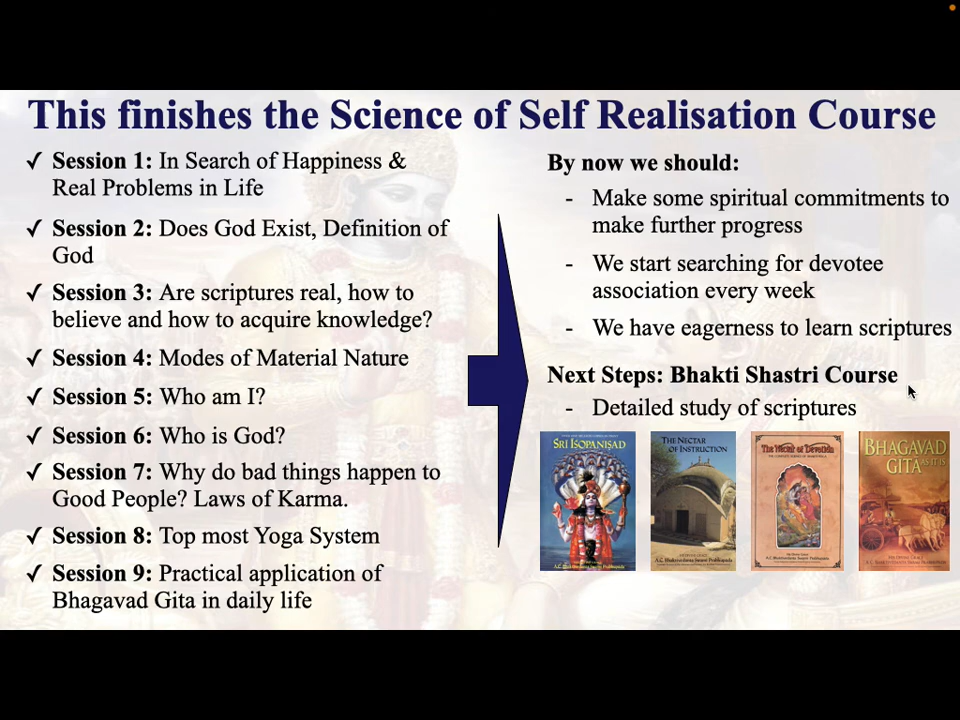 This finishes the Science of Self Realisation Course
✓ Session 1: In Search of Happiness &
Real Problems in Life
✓ Session 2: Does God Exist, Definition of
God
✓ Session 3: Are scriptures real, how to
believe and how to acquire knowledge?
✓ Session 4: Modes of Material Nature
✓ Session 5: Who am I?
✓ Session 6: Who is God?
✓ Session 7: Why do bad things happen to
Good People? Laws of Karma.
✓ Session 8: Top most Yoga System
✓ Session 9: Practical application of
Bhagavad Gita in daily life
By now we should:
- Make some spiritual commitments to
make further progress
- We start searching for devotee
association every week
- We have eagerness to learn scriptures
Next Steps: Bhakti Shastri Course
- Detailed study of scriptures
ŚRĪ ĪŚOPANIṢAD
THE NECTAR
OF INSTRUCTION
The Nectar of Devotion
BHAGAVAD
GITA AS IT IS